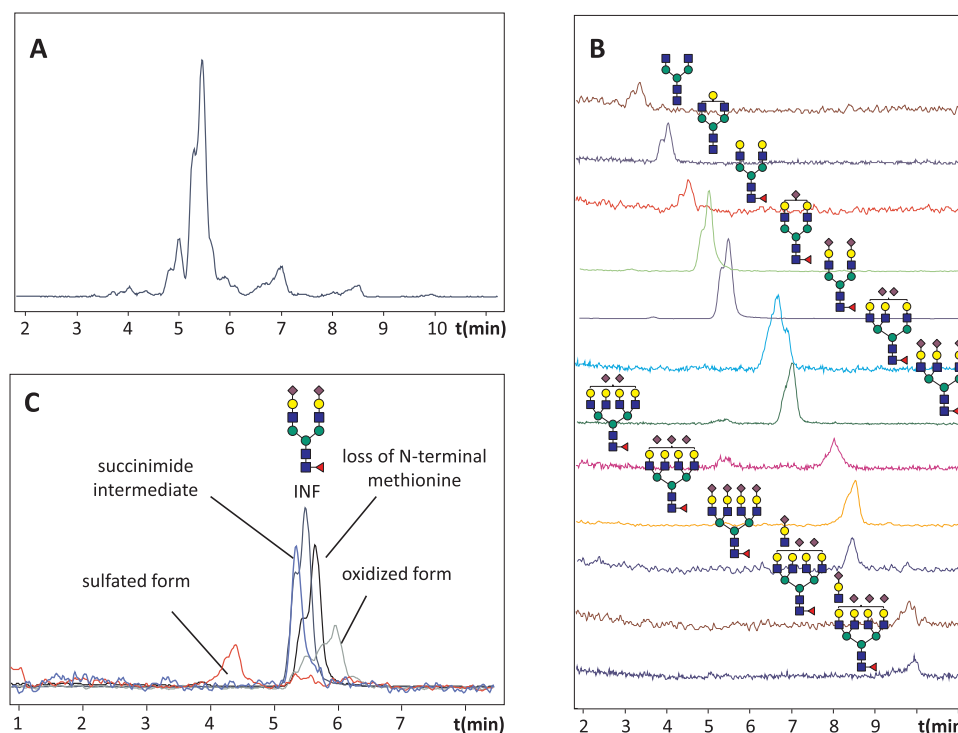 A
2 3 4 5 6 7 8 9 10 t(min)
B
2 3 4 5 6 7 8 9 t(min
C
succinimide
intermediate
loss of N-terminal
methionine
INF
sulfated form
oxidized form
1 2 3 4 5 6 7 t(min)